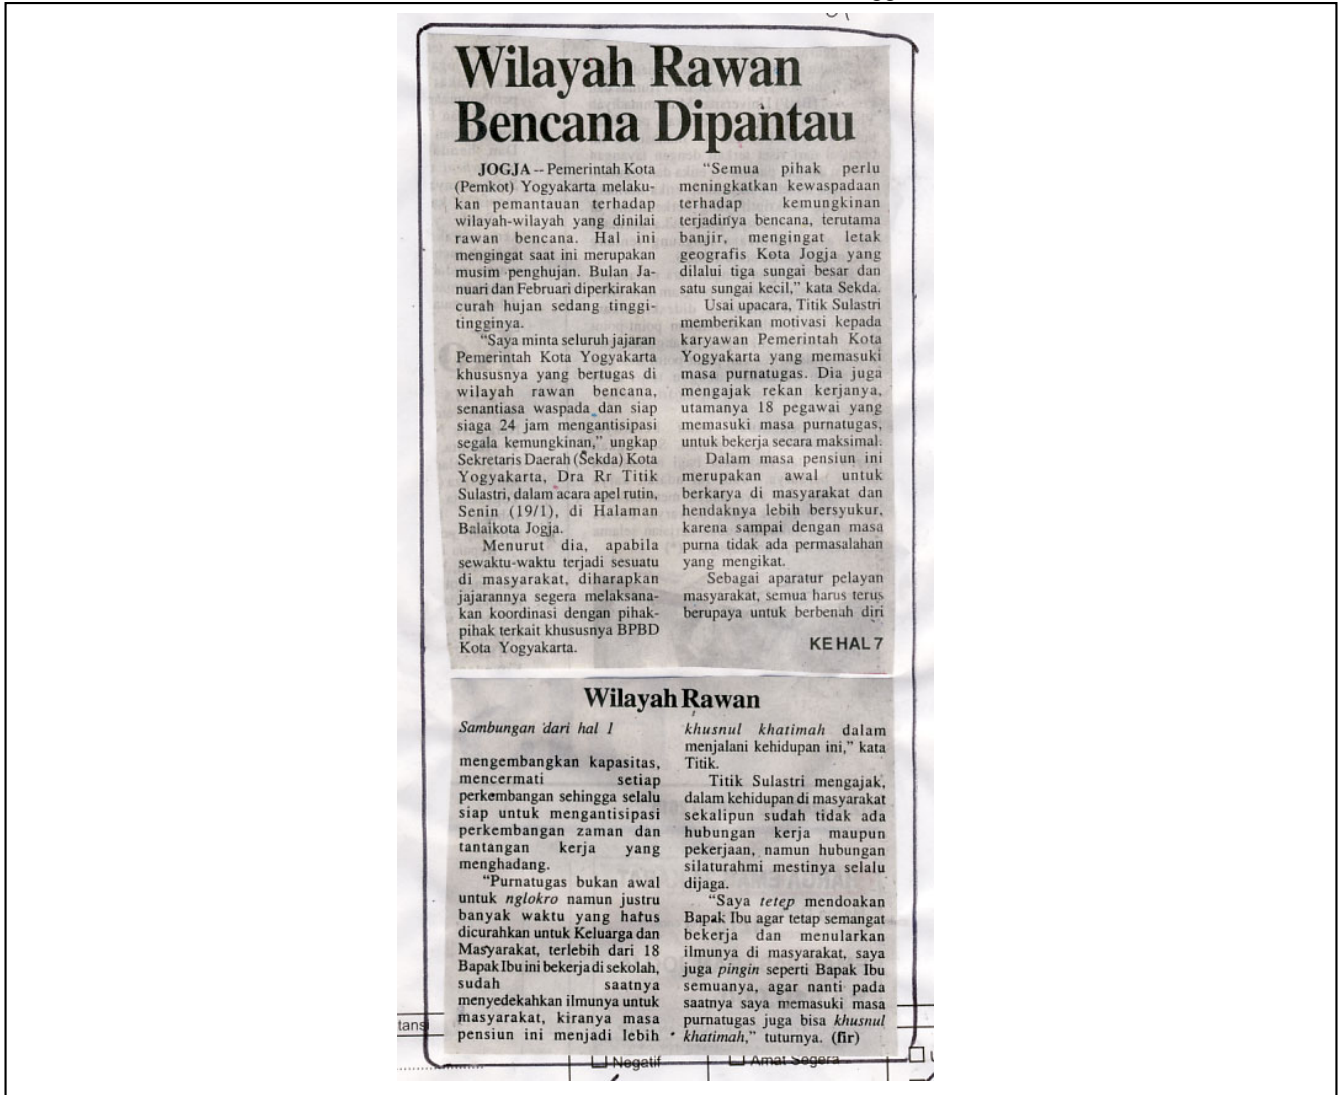 Wilayah Rawan
Bencana Dipantau
JOGJA -- Pemerintah Kota
(Pemkot) Yogyakarta melaku-
kan pemantauan terhadap
wilayah-wilayah yang dinilai
rawan bencana. Hal ini
mengingat saat ini merupakan
musim penghujan. Bulan Ja-
nuari dan Februari diperkirakan
curah hujan sedang tinggi-
tingginya.
"Saya minta seluruh jajaran
Pemerintah Kota Yogyakarta
khususnya yang bertugas di
wilayah rawan bencana,
senantiasa waspada dan siap
siaga 24 jam mengantisipasi
segala kemungkinan," ungkap
Sekretaris Daerah (Sekda) Kota
Yogyakarta, Dra Rr Titik
Sulastri, dalam acara apel rutin,
Senin (19/1), di Halaman
Balaikota Jogja.
Menurut dia, apabila
sewaktu-waktu terjadi sesuatu
di masyarakat, diharapkan
jajarannya segera melaksana-
kan koordinasi dengan pihak-
pihak terkait khususnya BPBD
Kota Yogyakarta.
"Semua pihak perlu
meningkatkan kewaspadaan
terhadap kemungkinan
terjadinya bencana, terutama
banjir, mengingat letak
geografis Kota Jogja yang
dilalui tiga sungai besar dan
satu sungai kecil," kata Sekda.
Usai upacara, Titik Sulastri
memberikan motivasi kepada
karyawan Pemerintah Kota
Yogyakarta yang memasuki
masa purnatugas. Dia juga
mengajak rekan kerjanya,
utamanya 18 pegawai yang
memasuki masa purnatugas,
untuk bekerja secara maksimal.
Dalam masa pensiun ini
merupakan awal untuk
berkarya di masyarakat dan
hendaknya lebih bersyukur,
karena sampai dengan masa
purna tidak ada permasalahan
yang mengikat.
Sebagai aparatur pelayan
masyarakat, semua harus terus
berupaya untuk berbenah diri
KE HAL 7
Wilayah Rawan
Sambungan dari hal 1
mengembangkan kapasitas,
mencermati setiap
perkembangan sehingga selalu
siap untuk mengantisipasi
perkembangan zaman dan
tantangan kerja yang
menghadang.
"Purnatugas bukan awal
untuk nglokro namun justru
banyak waktu yang harus
dicurahkan untuk Keluarga dan
Masyarakat, terlebih dari 18
Bapak Ibu ini bekerja di sekolah,
sudah saatnya
menyedekahkan ilmunya untuk
masyarakat, kiranya masa
pensiun ini menjadi lebih
khusnul khatimah dalam
menjalani kehidupan ini," kata
Titik.
Titik Sulastri mengajak,
dalam kehidupan di masyarakat
sekalipun sudah tidak ada
hubungan kerja maupun
pekerjaan, namun hubungan
silaturahmi mestinya selalu
dijaga.
"Saya tetep mendoakan
Bapak Ibu agar tetap semangat
bekerja dan menularkan
ilmunya di masyarakat, saya
juga pingin seperti Bapak Ibu
semuanya, agar nanti pada
saatnya saya memasuki masa
purnatugas juga bisa khusnul
khatimah," tuturnya. (fir)
tansi
Negatif
Amat Segera